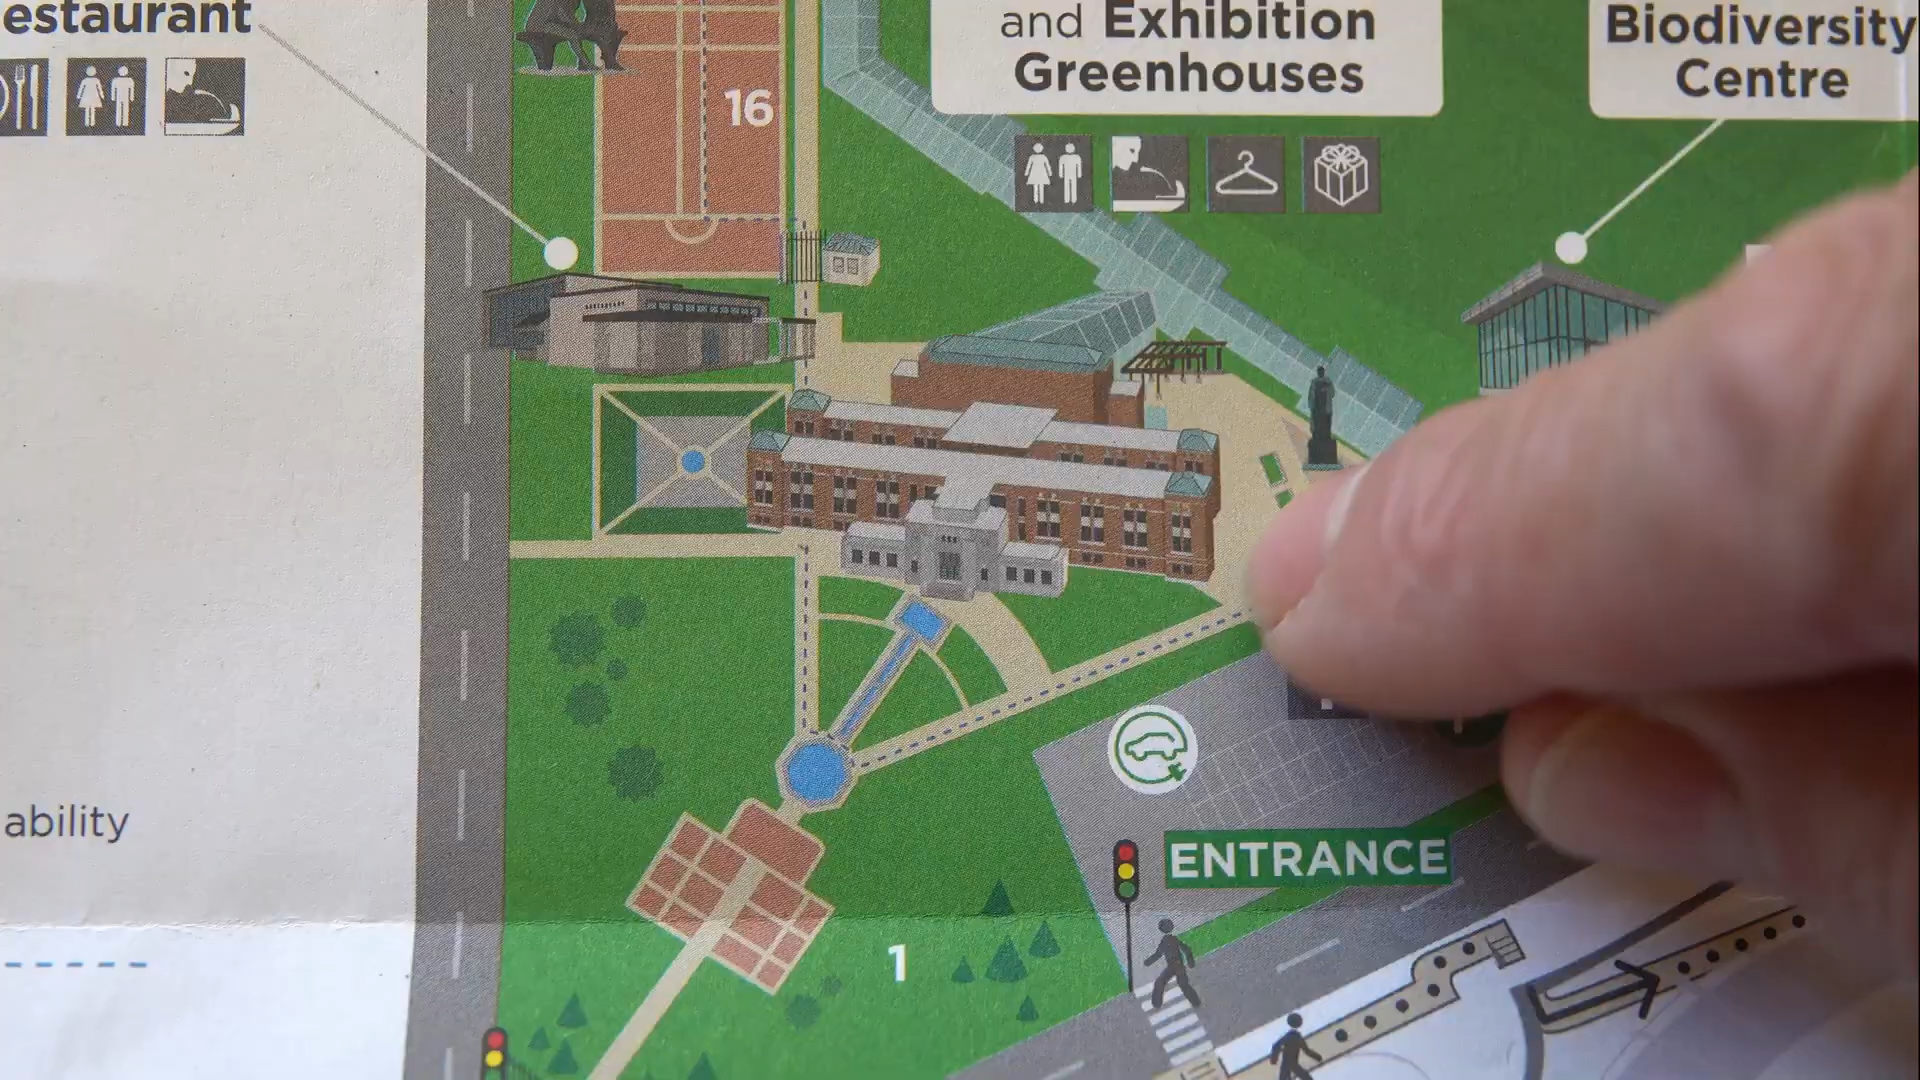 estaurant
and Exhibition
Greenhouses
Biodiversity
Centre
16
ability
ENTRANCE
1